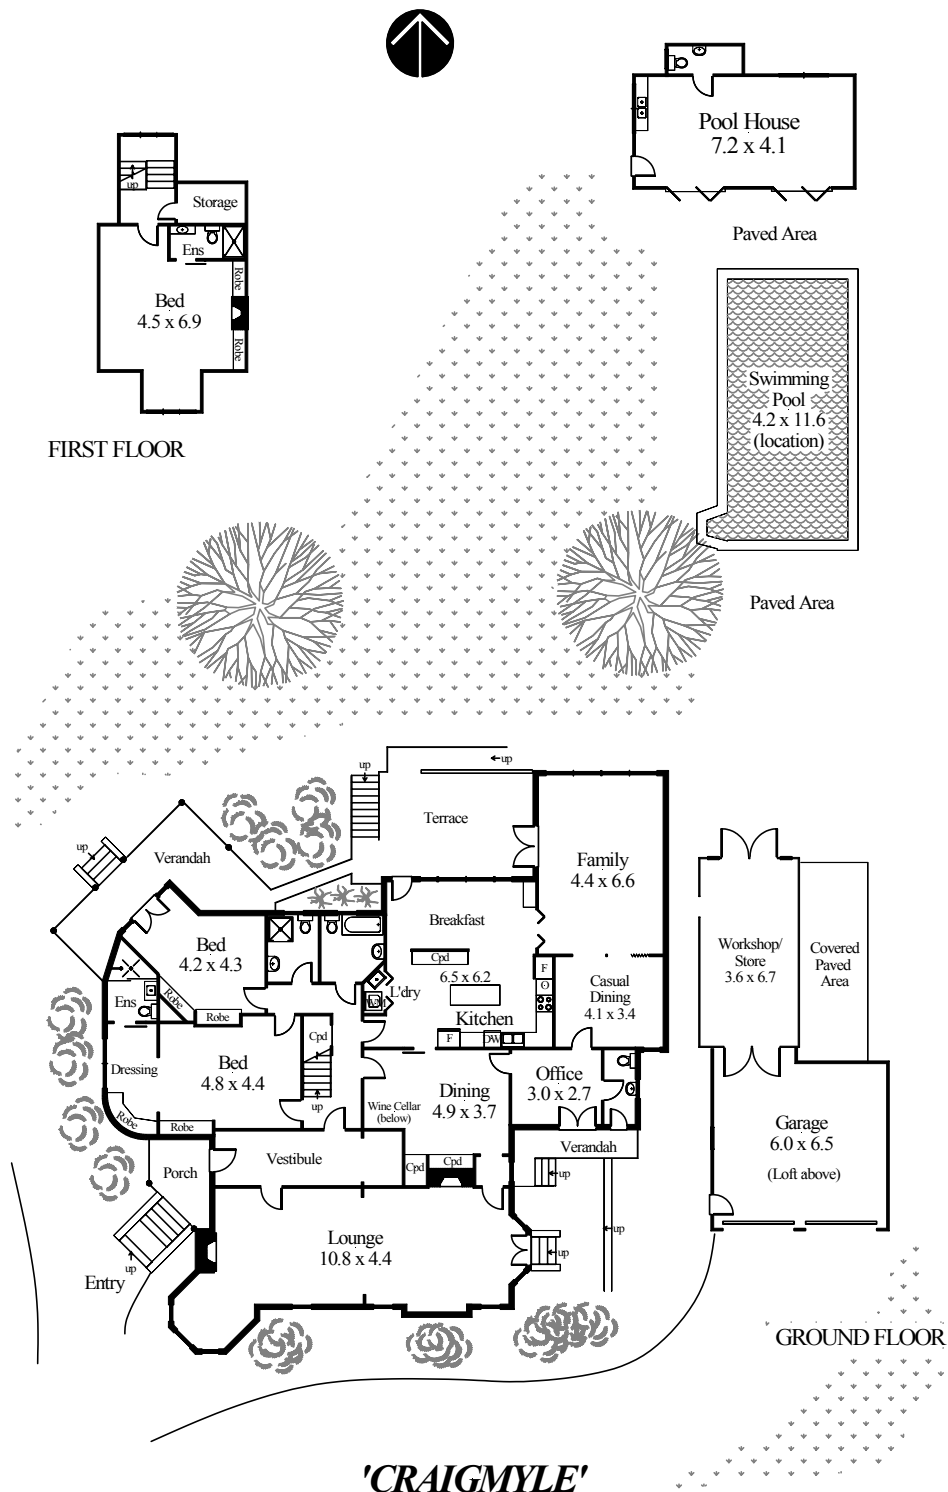 Pool House
7.2 x 4.1
up
Storage
Paved Area
Ens
Robe
Bed
4.5 x 6.9
Robe
Swimming
Pool
4.2 x 11.6
(location)
FIRST FLOOR
Paved Area
up
up
Terrace
up
Verandah
Family
4.4 x 6.6
Breakfast
Bed
4.2 x 4.3
Cpd
6.5 x 6.2
Workshop/
Store
3.6 x 6.7
Covered
Paved
Area
F
O
Casual
Dining
4.1 x 3.4
L'dry
WM
Ens
Robe
Robe
Kitchen
F
DW
Cpd
Bed
4.8 x 4.4
Dressing
up
Office
3.0 x 2.7
Dining
4.9 x 3.7
Wine Cellar
(below)
Robe
Robe
Garage
6.0 x 6.5
(Loft above)
Verandah
Vestibule
Porch
Cpd
Cpd
up
up
Lounge
10.8 x 4.4
up
up
Entry
GROUND FLOOR
'CRAIGMYLE'